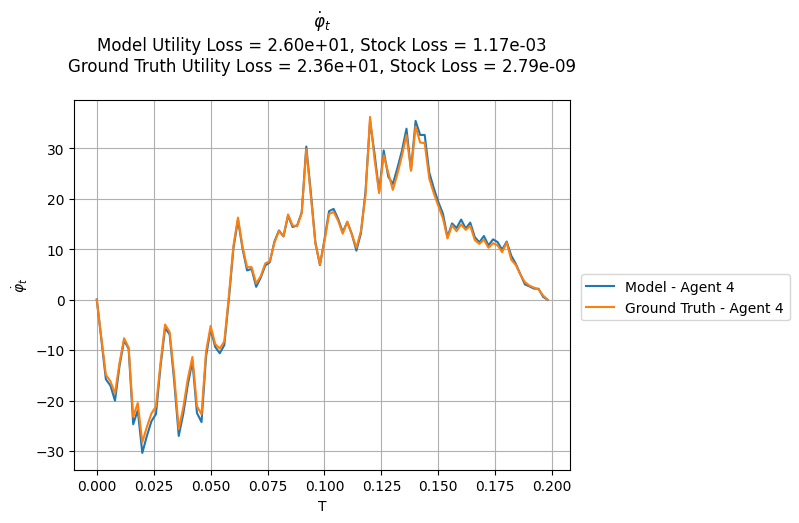 φ̇ₜ
Model Utility Loss = 2.60e+01, Stock Loss = 1.17e-03
Ground Truth Utility Loss = 2.36e+01, Stock Loss = 2.79e-09
φ̇ₜ
30
20
10
0
−10
−20
−30
0.000
0.025
0.050
0.075
0.100
0.125
0.150
0.175
0.200
T
Model - Agent 4
Ground Truth - Agent 4